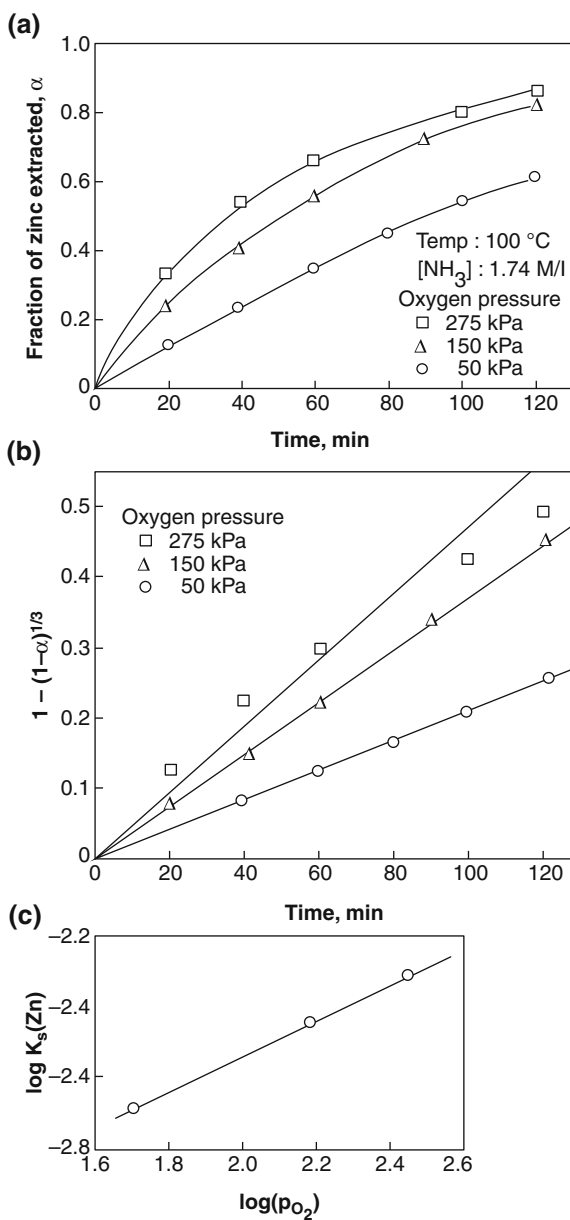 (a)
1.0
0.8
0.6
0.4
0.2
0
Fraction of zinc extracted, α
Temp : 100 °C
[NH3] : 1.74 M/l
Oxygen pressure
275 kPa
150 kPa
50 kPa
0 20 40 60 80 100 120
Time, min
(b)
0.5
0.4
0.3
0.2
0.1
0
1 – (1–α)1/3
Oxygen pressure
275 kPa
150 kPa
50 kPa
0 20 40 60 80 100 120
Time, min
(c)
–2.2
–2.4
–2.4
–2.8
log Ks(Zn)
1.6 1.8 2.0 2.2 2.4 2.6
log(pO2)